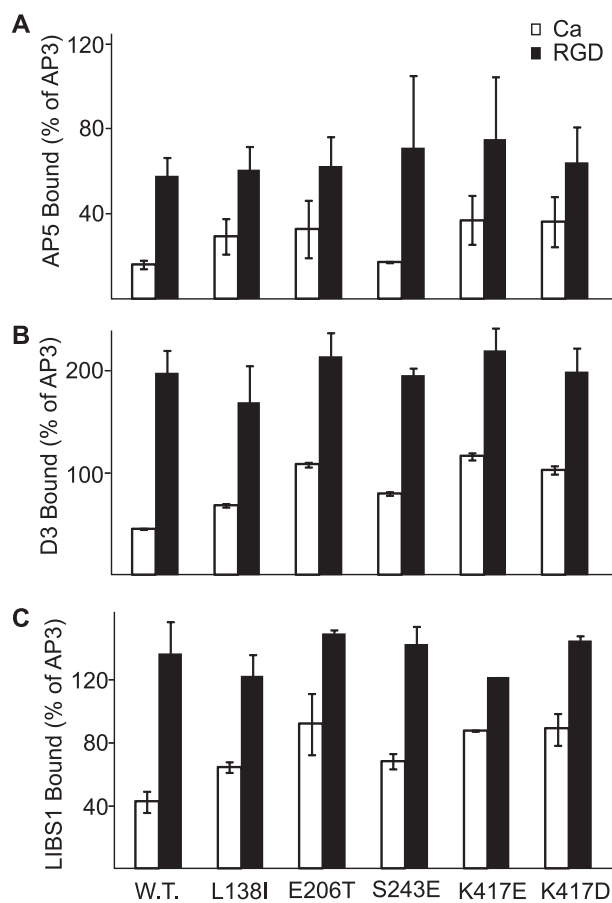 A
Ca
RGD
AP5 Bound (% of AP3)
120
80
40
B
D3 Bound (% of AP3)
200
100
C
LIBS1 Bound (% of AP3)
120
80
40
W.T. L138I E206T S243E K417E K417D